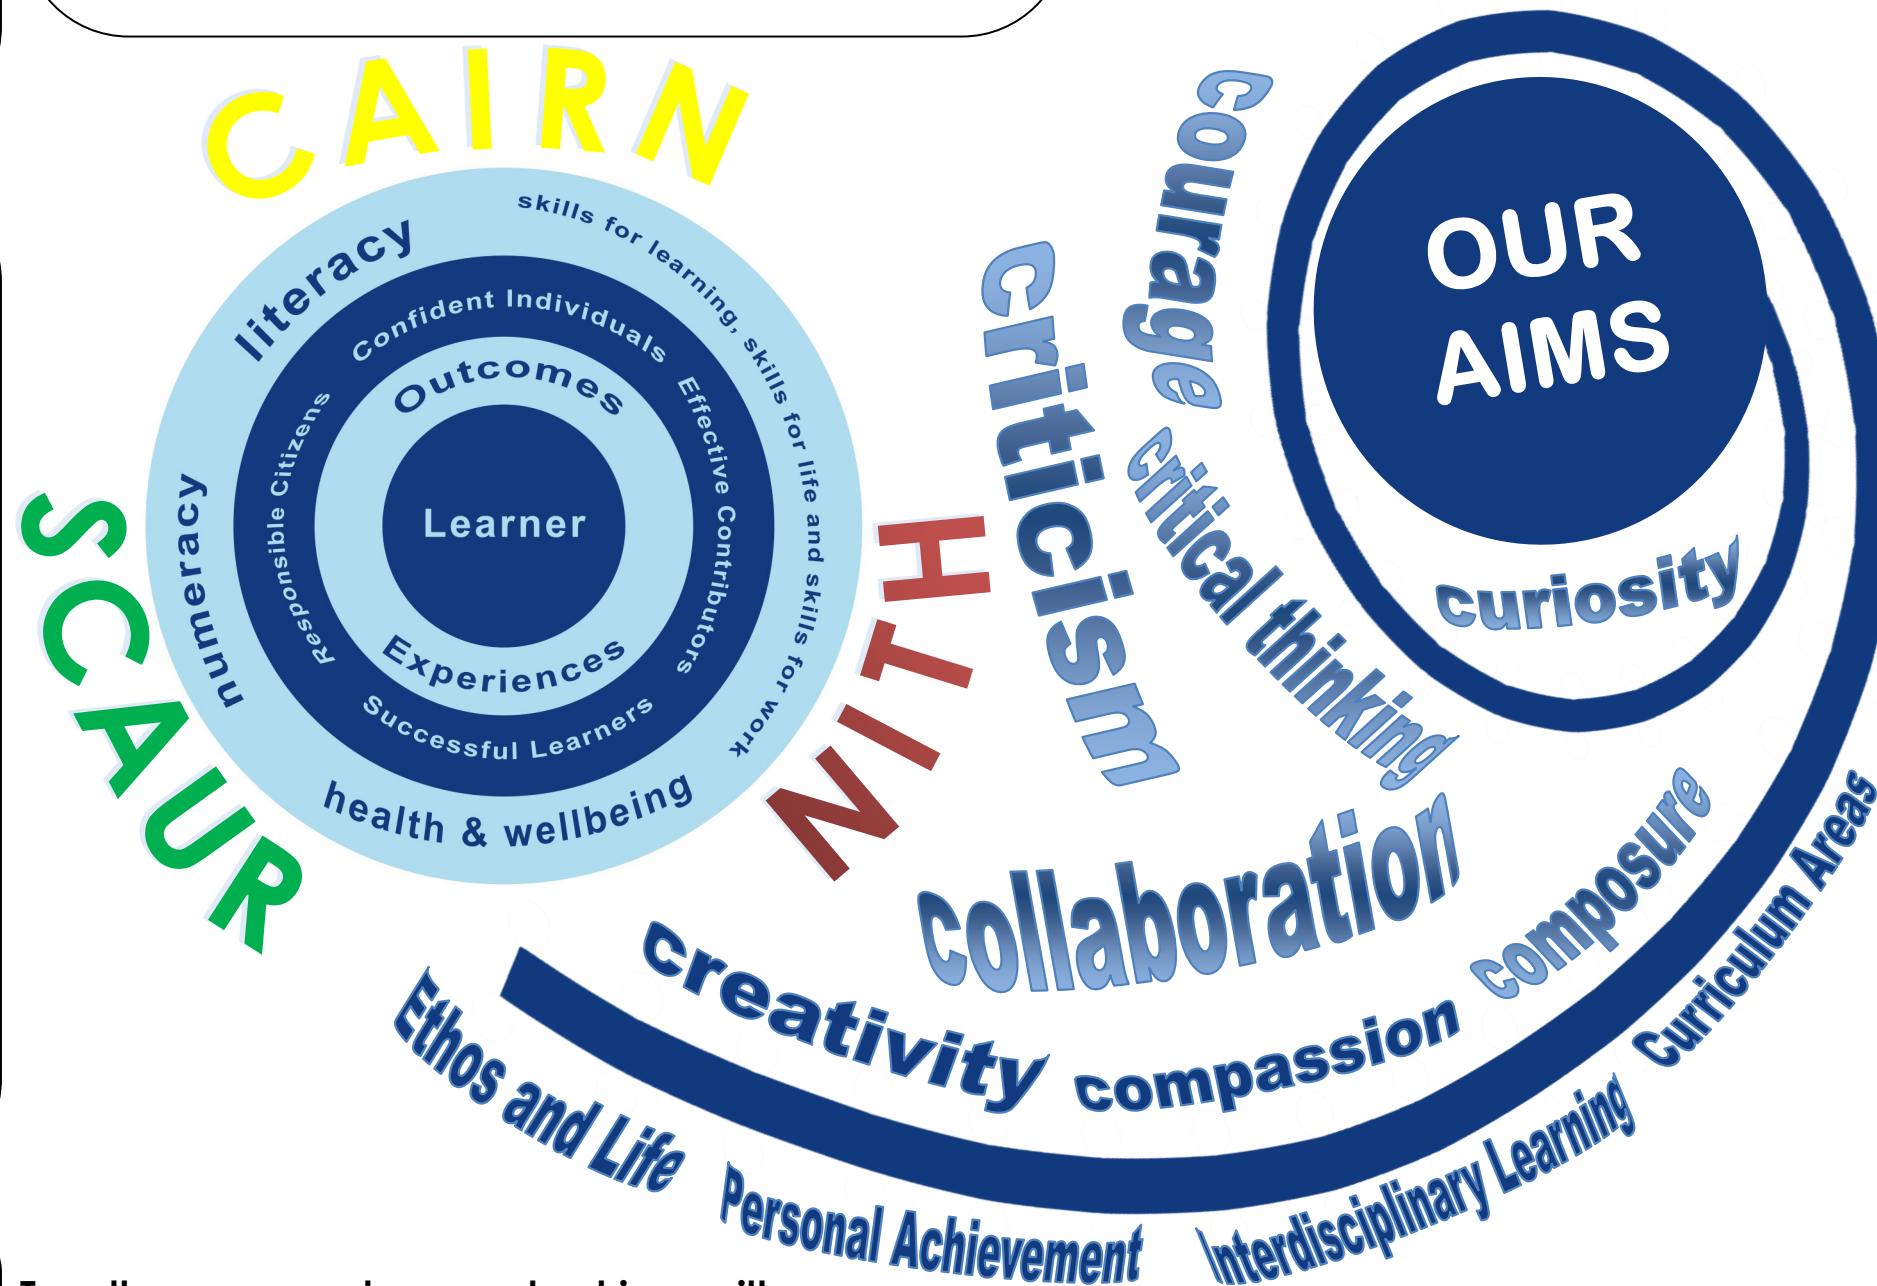 CAIRN
SCAUR
NITH
literacy
numeracy
health & wellbeing
skills for learning, skills for life and skills for work
Confident Individuals
Effective Contributors
Successful Learners
Responsible Citizens
Outcomes
Experiences
Learner
OUR
AIMS
curiosity
Courage
critical thinking
Criticism
Collaboration
composure
compassion
creativity
Ethos and Life
Personal Achievement
Interdisciplinary Learning
Curriculum Areas